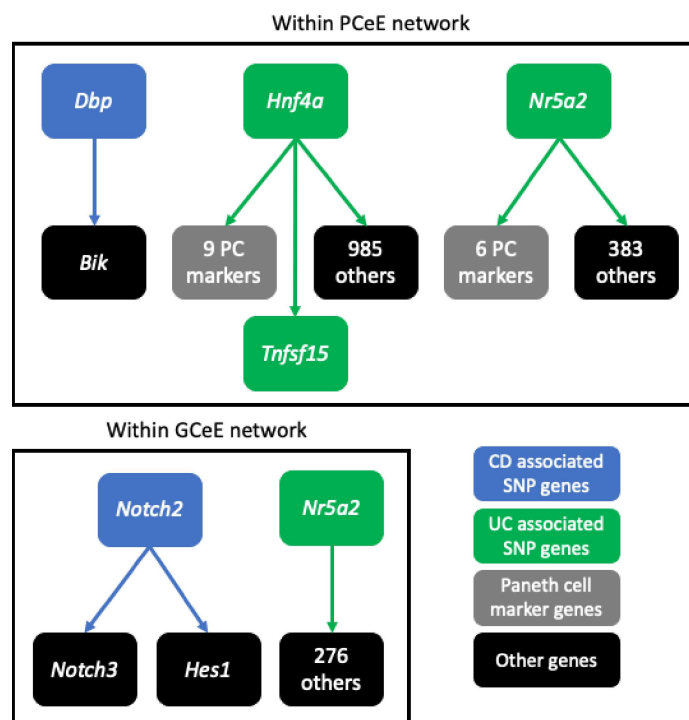 Within PCeE network
Dbp
Hnf4a
Nr5a2
Bik
9 PC
markers
985
others
6 PC
markers
383
others
Tnfsf15
Within GCeE network
Notch2
Nr5a2
Notch3
Hes1
276
others
CD associated
SNP genes
UC associated
SNP genes
Paneth cell
marker genes
Other genes